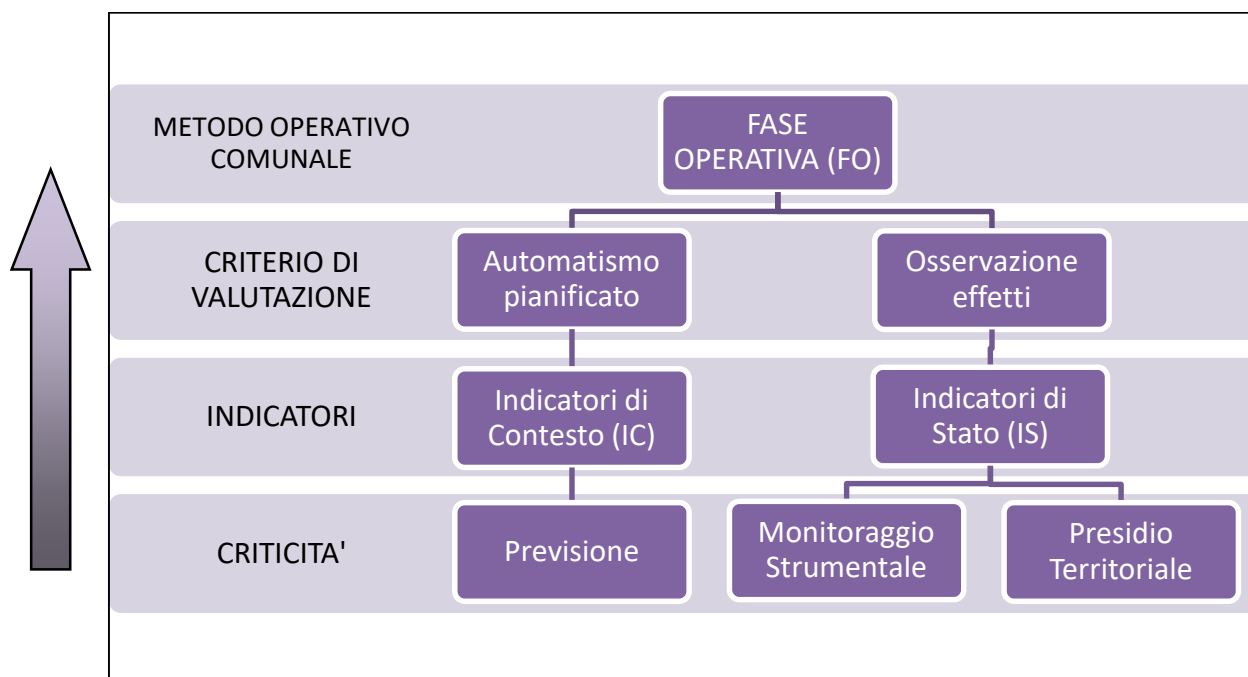 METODO OPERATIVO
COMUNALE
FASE
OPERATIVA (FO)
CRITERIO DI
VALUTAZIONE
Automatismo
pianificato
Osservazione
effetti
INDICATORI
Indicatori di
Contesto (IC)
Indicatori di
Stato (IS)
CRITICITA'
Previsione
Monitoraggio
Strumentale
Presidio
Territoriale